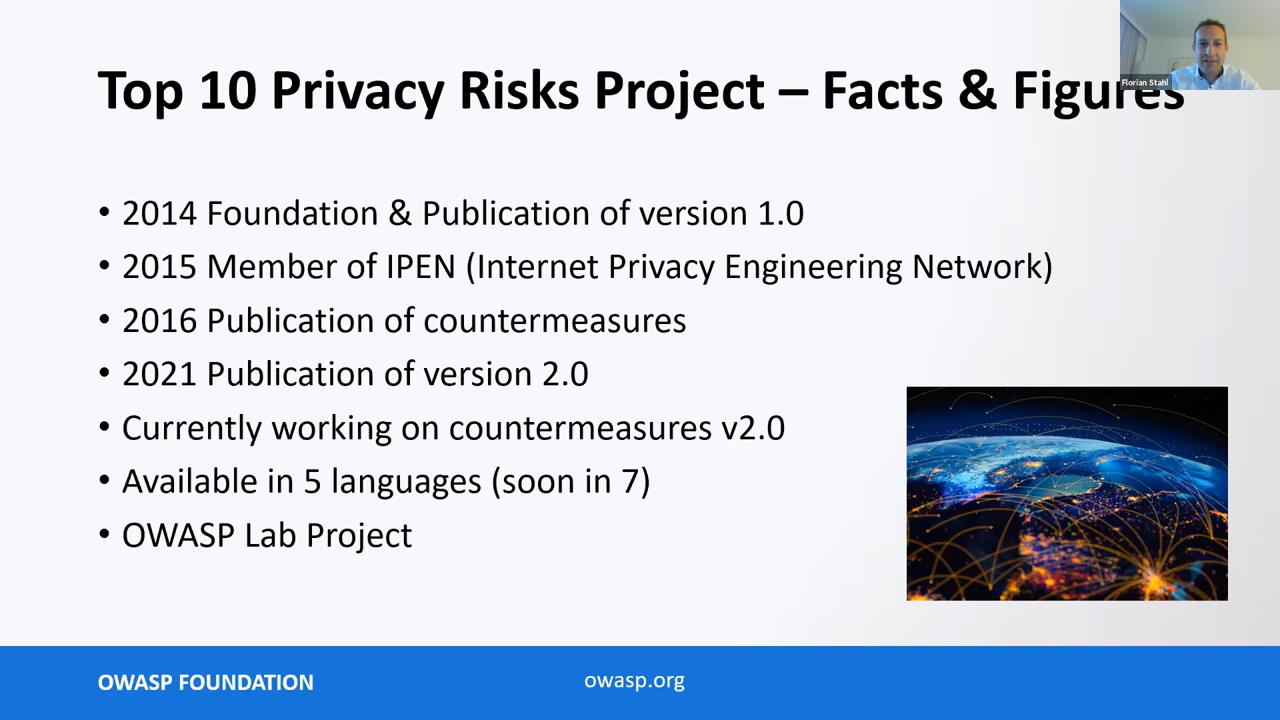 Florian Stahl
Top 10 Privacy Risks Project – Facts & Figures
• 2014 Foundation & Publication of version 1.0
• 2015 Member of IPEN (Internet Privacy Engineering Network)
• 2016 Publication of countermeasures
• 2021 Publication of version 2.0
• Currently working on countermeasures v2.0
• Available in 5 languages (soon in 7)
• OWASP Lab Project
OWASP FOUNDATION
owasp.org